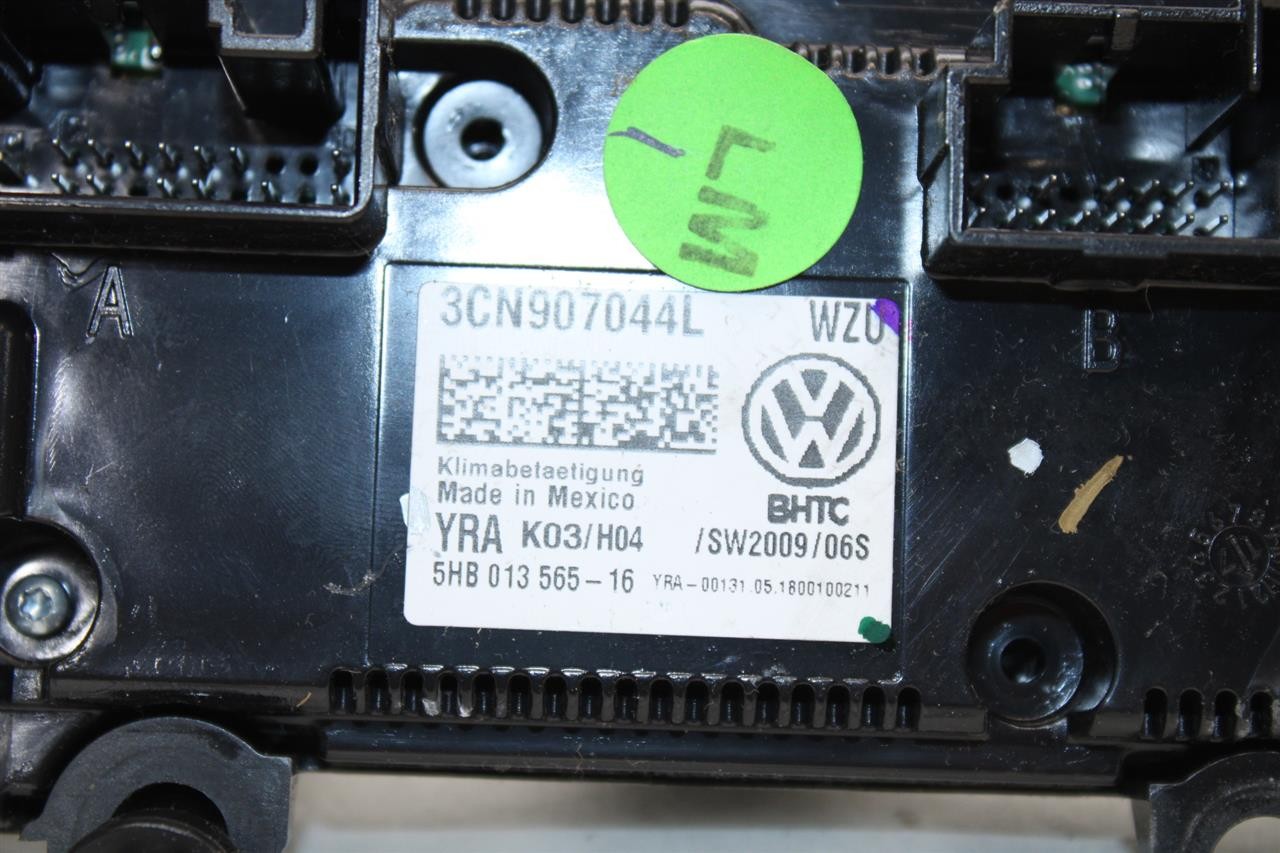 LM
A
B
3CN907044L WZU
Klimabetaetigung
Made in Mexico
BHTC
YRA K03/H04 /SW2009/06S
5HB 013 565-16 YRA-00131.05.1800100211